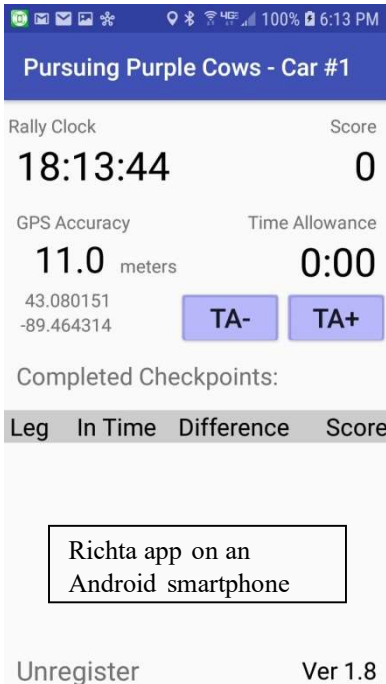 4GE 100% 6:13 PM
Pursuing Purple Cows - Car #1
Rally Clock Score
18:13:44 0
GPS Accuracy Time Allowance
11.0 meters 0:00
43.080151
-89.464314
TA- TA+
Completed Checkpoints:
Leg In Time Difference Score
Richta app on an
Android smartphone
Unregister Ver 1.8